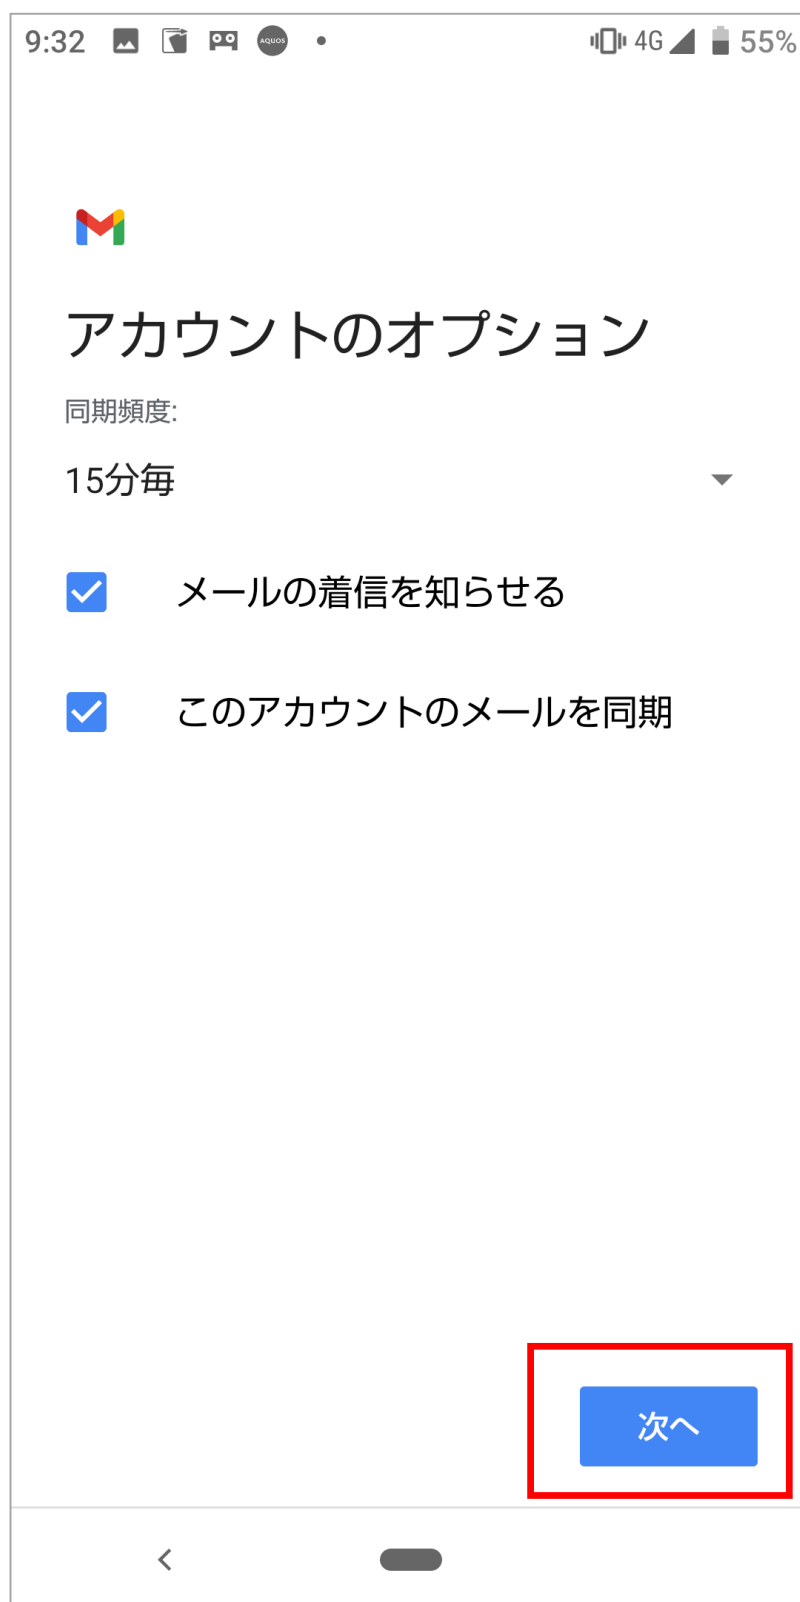 9:32 AQUOS 4G 55%
アカウントのオプション
同期頻度:
15分毎
メールの着信を知らせる
このアカウントのメールを同期
次へ